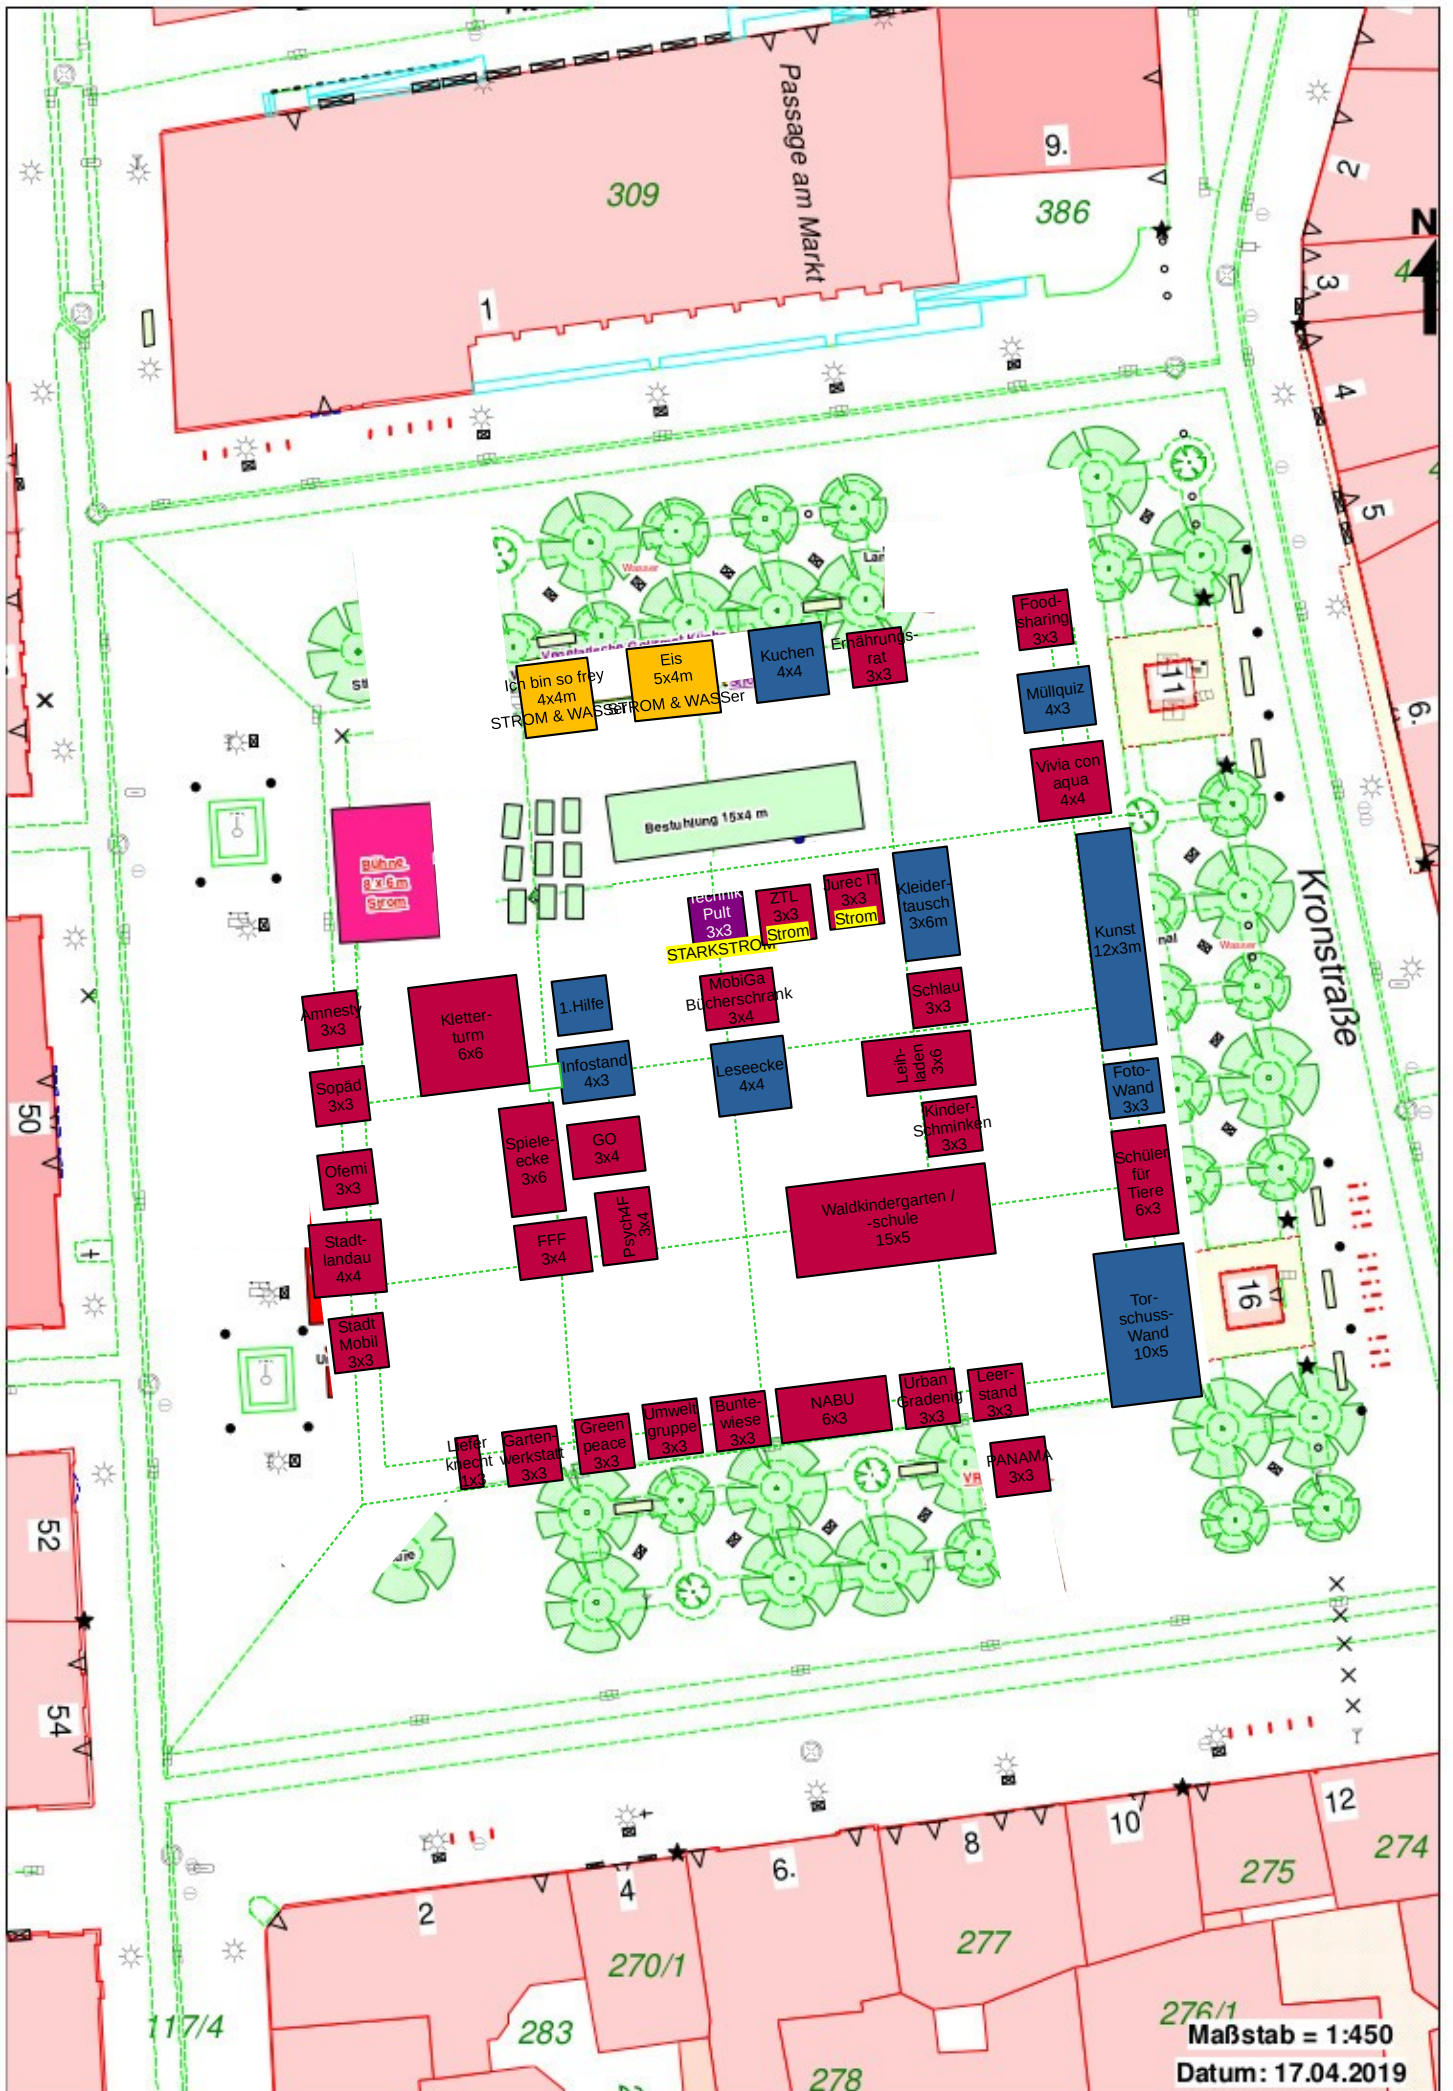 Passage am Markt
309
9.
386
1
2
N
3
4
5
6.
Wasser
Lan
Food-
sharing
3x3
Ernährungs-
rat
3x3
Kuchen
4x4
Eis
5x4m
STROM & WASSer
Ich bin so frey
4x4m
STROM & WASSer
Müllquiz
4x3
11
Vivia con
aqua
4x4
Bestuhlung 15x4 m
Bühne
8 x 6m
Strom
Technik
Pult
3x3
STARKSTROM
ZTL
3x3
Strom
Jurec IT
3x3
Strom
Kleider-
tausch
3x6m
Kunst
12x3m
nal
Wasser
Kronstraße
Amnesty
3x3
Kletter-
turm
6x6
1.Hilfe
MobiGa
Bücherschrank
3x4
Schlau
3x3
Sopäd
3x3
Infostand
4x3
Leseecke
4x4
Leih-
laden
3x6
Foto-
Wand
3x3
50
Spiele-
ecke
3x6
GO
3x4
Kinder-
Schminken
3x3
Schüler
für
Tiere
6x3
Ofemi
3x3
Psych4F
3x4
Waldkindergarten /
-schule
15x5
Stadt-
landau
4x4
FFF
3x4
16
Tor-
schuss-
Wand
10x5
Stadt
Mobil
3x3
Liefer
knecht
1x3
Garten-
werkstatt
3x3
Green
peace
3x3
Umwelt
gruppe
3x3
Bunte-
wiese
3x3
NABU
6x3
Urban
Gradenig
3x3
Leer-
stand
3x3
PANAMA
3x3
VR
52
54
2
4
6.
8
10
12
274
275
277
270/1
283
278
276/1
117/4
Maßstab = 1:450
Datum: 17.04.2019